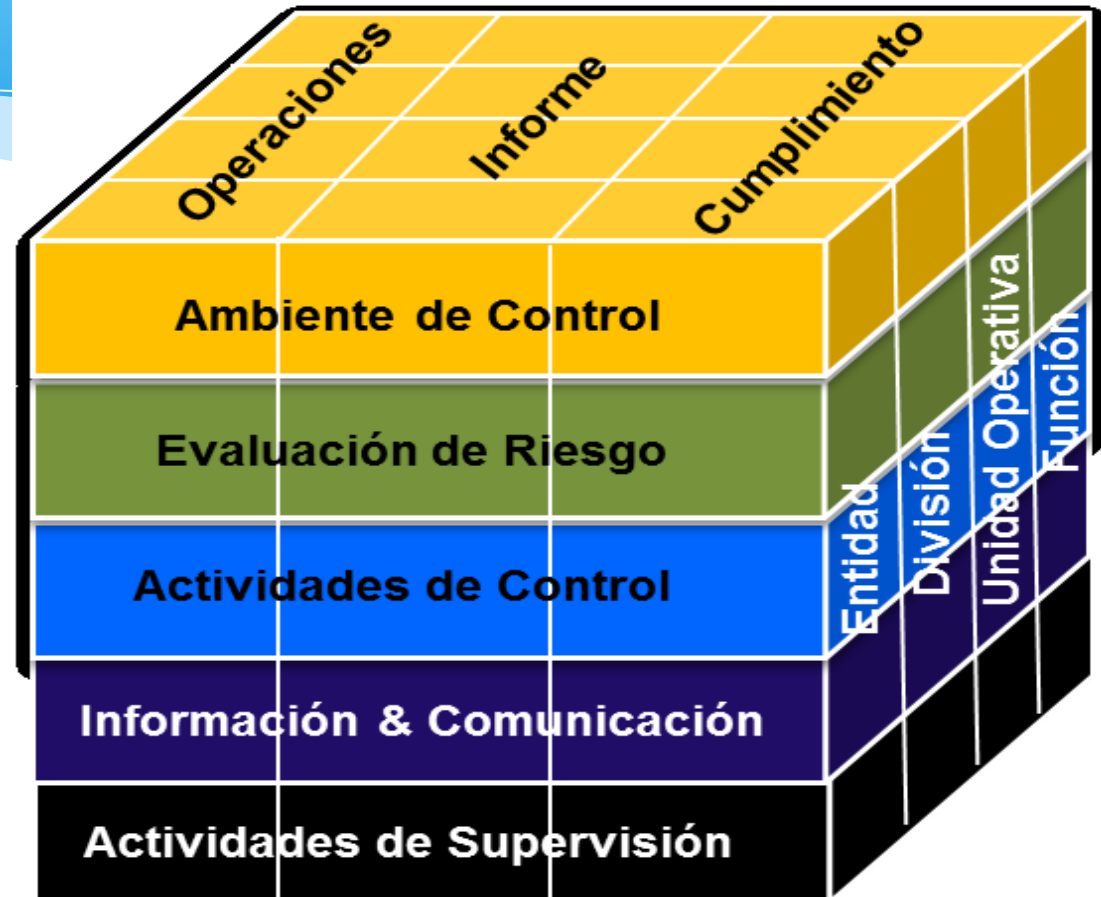 Operaciones
Informe
Cumplimiento
Ambiente de Control
Evaluación de Riesgo
Actividades de Control
Información & Comunicación
Actividades de Supervisión
Entidad
División
Unidad Operativa
Función